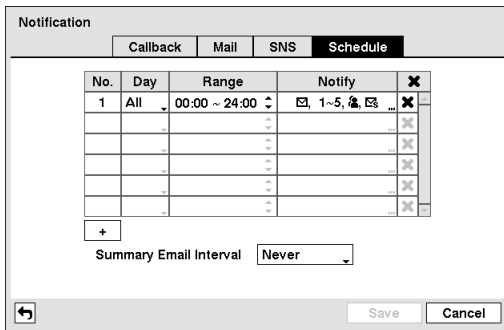 Notification
Callback Mail SNS Schedule
No. Day Range Notify
1 All 00:00 ~ 24:00 , 1~5, , S ...
+
Summary Email Interval Never
Save Cancel